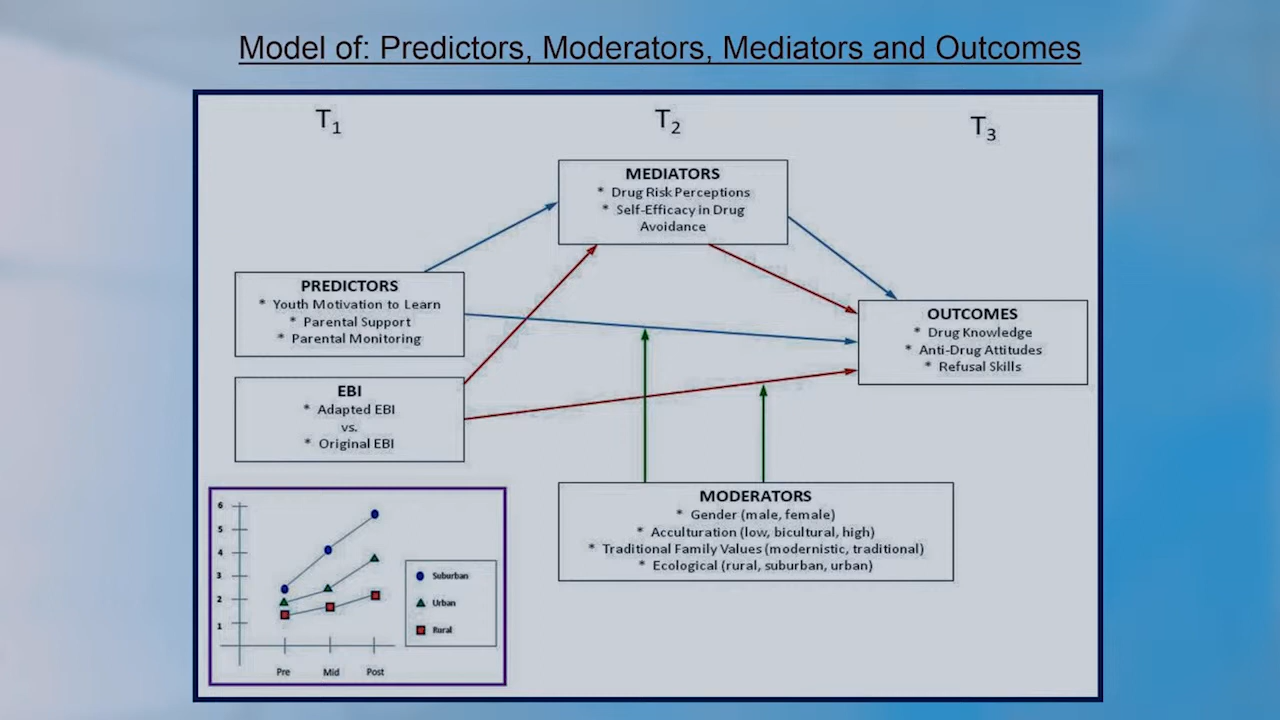 Model of: Predictors, Moderators, Mediators and Outcomes
T1
T2
T3
MEDIATORS
* Drug Risk Perceptions
* Self-Efficacy in Drug
Avoidance
PREDICTORS
* Youth Motivation to Learn
* Parental Support
* Parental Monitoring
OUTCOMES
* Drug Knowledge
* Anti-Drug Attitudes
* Refusal Skills
EBI
* Adapted EBI
vs.
* Original EBI
MODERATORS
* Gender (male, female)
* Acculturation (low, bicultural, high)
* Traditional Family Values (modernistic, traditional)
* Ecological (rural, suburban, urban)
6
5
4
3
2
1
Pre Mid Post
Suburban
Urban
Rural